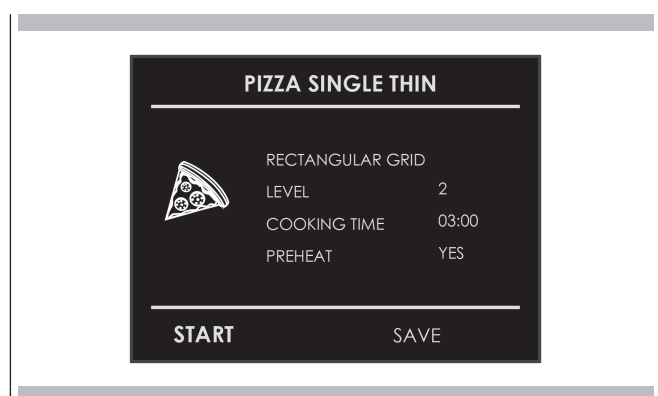 PIZZA SINGLE THIN
RECTANGULAR GRID
LEVEL 2
COOKING TIME 03:00
PREHEAT YES
START SAVE